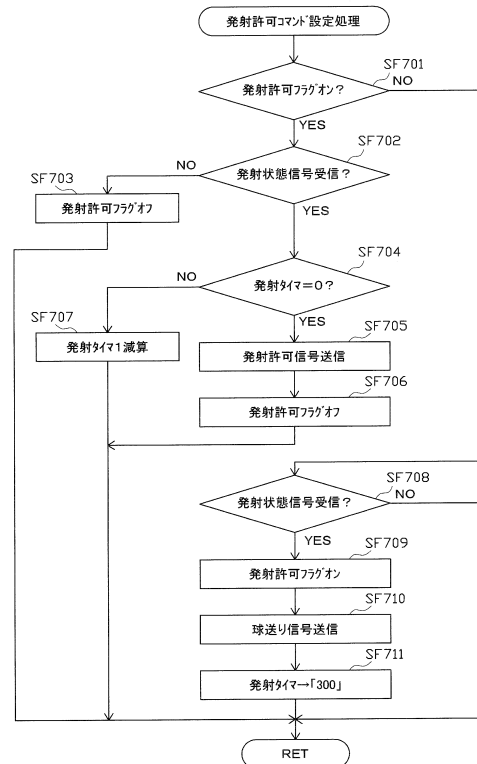 発射許可コマンド設定処理
SF701
発射許可フラグオン?
NO
YES
SF702
発射状態信号受信?
NO
YES
SF703
発射許可フラグオフ
SF704
発射タイマ=0?
NO
YES
SF707
発射タイマ1減算
SF705
発射許可信号送信
SF706
発射許可フラグオフ
SF708
発射状態信号受信?
NO
YES
SF709
発射許可フラグオン
SF710
球送り信号送信
SF711
発射タイマ→「300」
RET